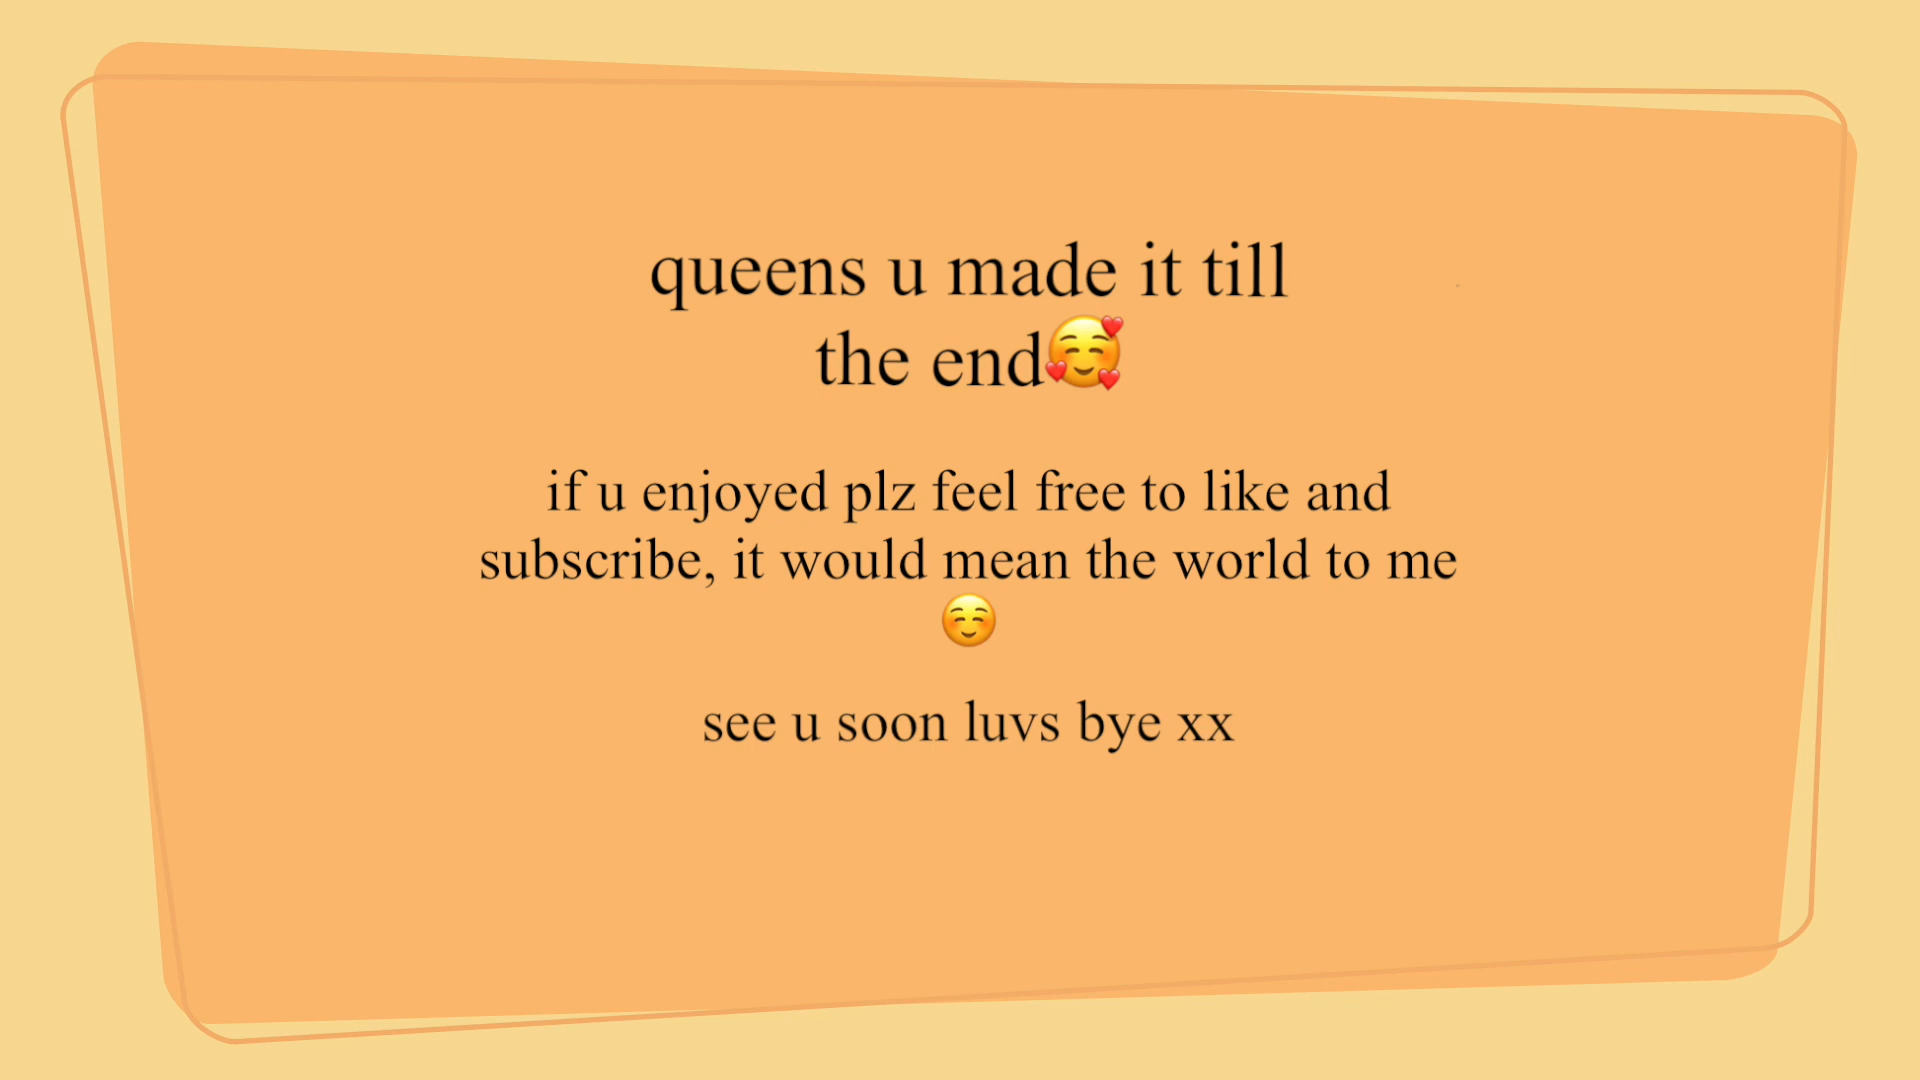 queens u made it till
the end🥰
if u enjoyed plz feel free to like and
subscribe, it would mean the world to me
☺️
see u soon luvs bye xx